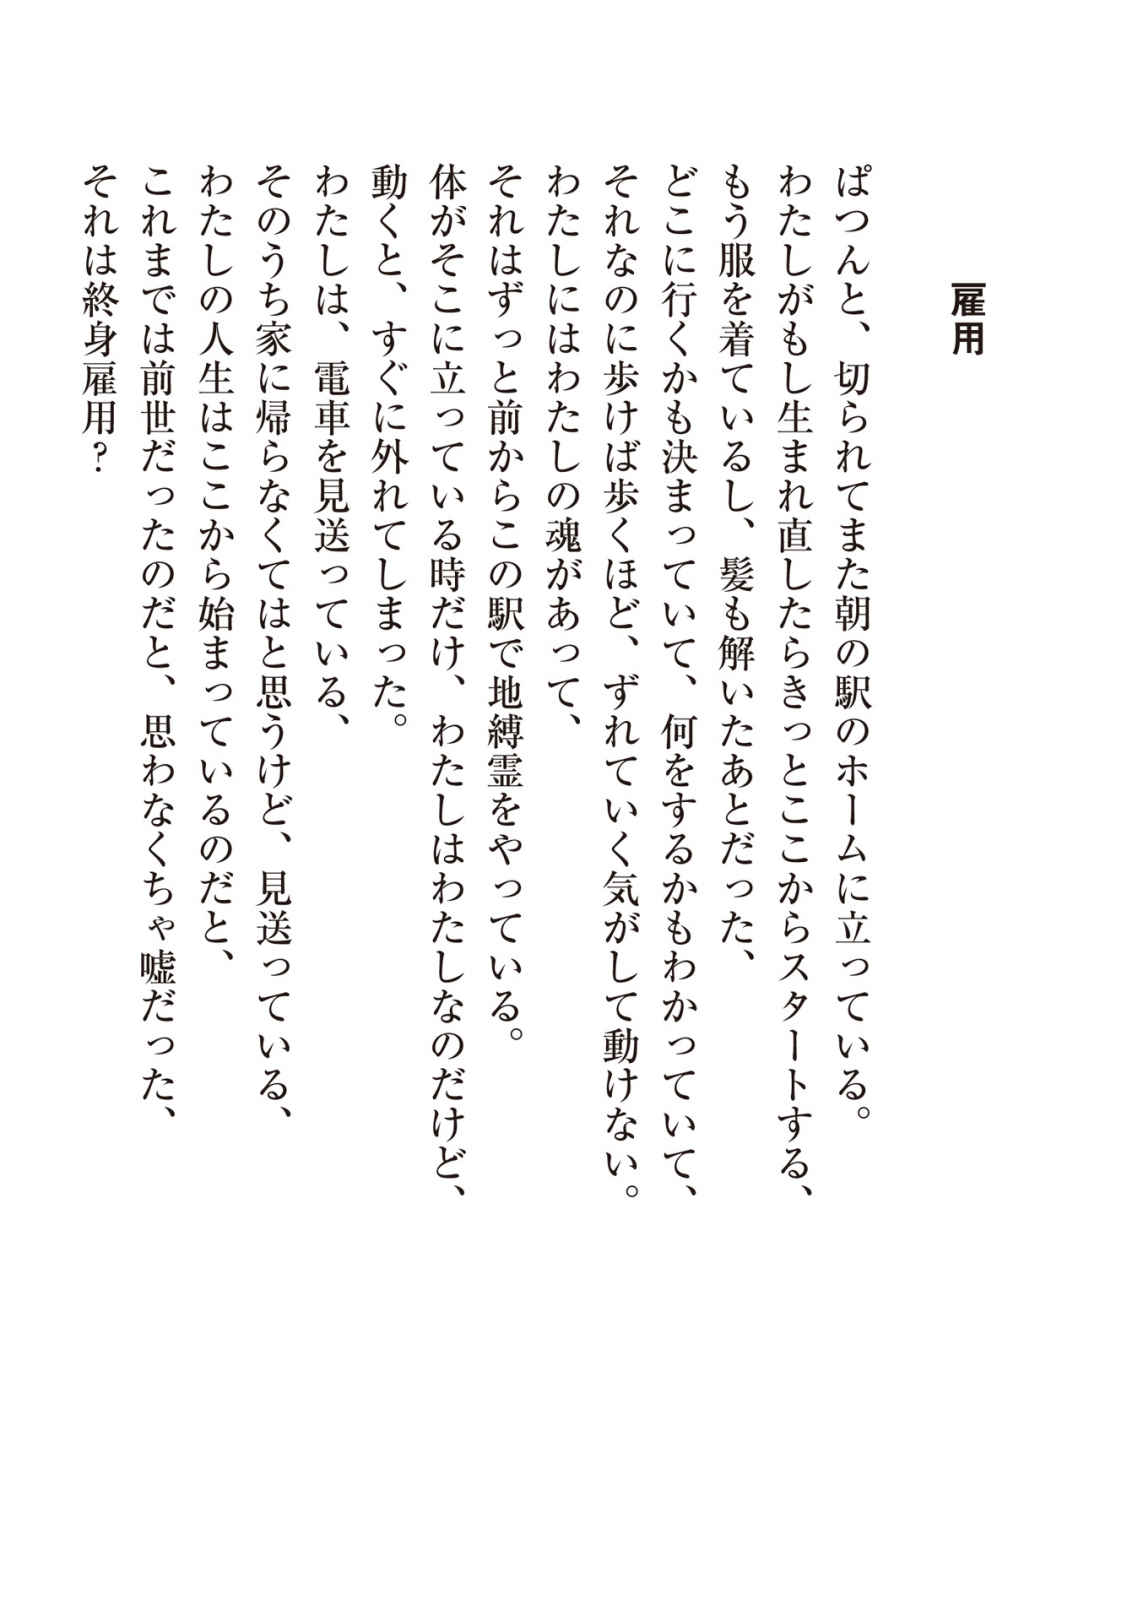 雇用
ぱつんと、切られてまた朝の駅のホームに立っている。
わたしがもし生まれ直したらきっとここからスタートする、
もう服を着ているし、髪も解いたあとだった、
どこに行くかも決まっていて、何をするかもわかっていて、
それなのに歩けば歩くほど、ずれていく気がして動けない。
わたしにはわたしの魂があって、
それはずっと前からこの駅で地縛霊をやっている。
体がそこに立っている時だけ、わたしはわたしなのだけど、
動くと、すぐに外れてしまった。
わたしは、電車を見送っている、
そのうち家に帰らなくてはと思うけど、見送っている、
わたしの人生はここから始まっているのだと、
これまでは前世だったのだと、思わなくちゃ嘘だった、
それは終身雇用?